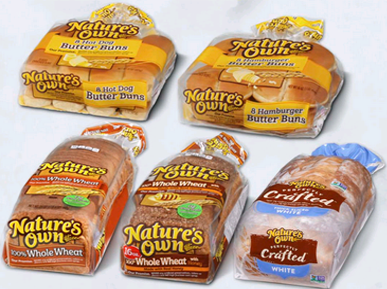 Nature's
Own
8 Hot Dog
Butter Buns
Nature's
Own
8 Hot Dog
Butter Buns
Nature's
Own
8 Hamburger
Butter Buns
Nature's
Own
8 Hamburger
Butter Buns
Nature's
Own
100% Whole Wheat
Nature's
Own
100% Whole Wheat
Nature's
Own
Whole Wheat
Nature's
Own
16oz
100% Whole Wheat
Nature's
Own
PERFECTLY
Crafted
WHITE
Nature's
Own
PERFECTLY
Crafted
WHITE